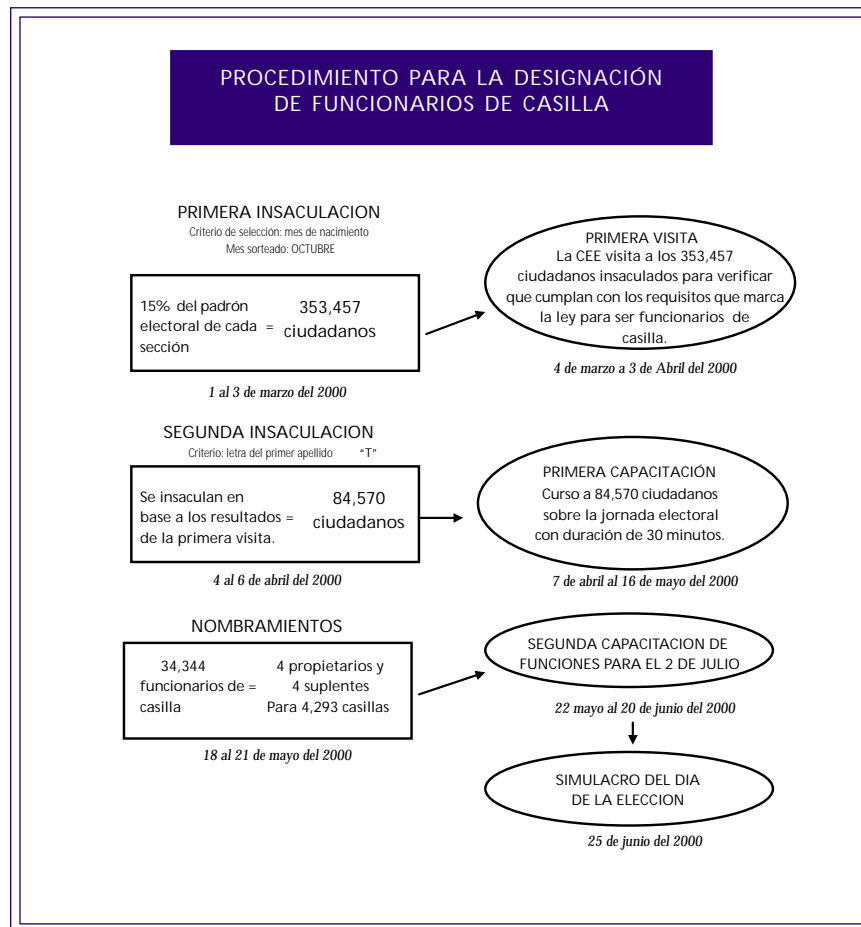 PROCEDIMIENTO PARA LA DESIGNACIÓN
DE FUNCIONARIOS DE CASILLA
PRIMERA INSACULACION
Criterio de selección: mes de nacimiento
Mes sorteado: OCTUBRE
15% del padrón
electoral de cada =
sección
353,457
ciudadanos
1 al 3 de marzo del 2000
PRIMERA VISITA
La CEE visita a los 353,457
ciudadanos insaculados para verificar
que cumplan con los requisitos que marca
la ley para ser funcionarios de
casilla.
4 de marzo a 3 de Abril del 2000
SEGUNDA INSACULACION
Criterio: letra del primer apellido "T"
Se insaculan en
base a los resultados =
de la primera visita.
84,570
ciudadanos
4 al 6 de abril del 2000
PRIMERA CAPACITACIÓN
Curso a 84,570 ciudadanos
sobre la jornada electoral
con duración de 30 minutos.
7 de abril al 16 de mayo del 2000
NOMBRAMIENTOS
34,344
funcionarios de =
casilla
4 propietarios y
4 suplentes
Para 4,293 casillas
18 al 21 de mayo del 2000
SEGUNDA CAPACITACION DE
FUNCIONES PARA EL 2 DE JULIO
22 mayo al 20 de junio del 2000
SIMULACRO DEL DIA
DE LA ELECCION
25 de junio del 2000